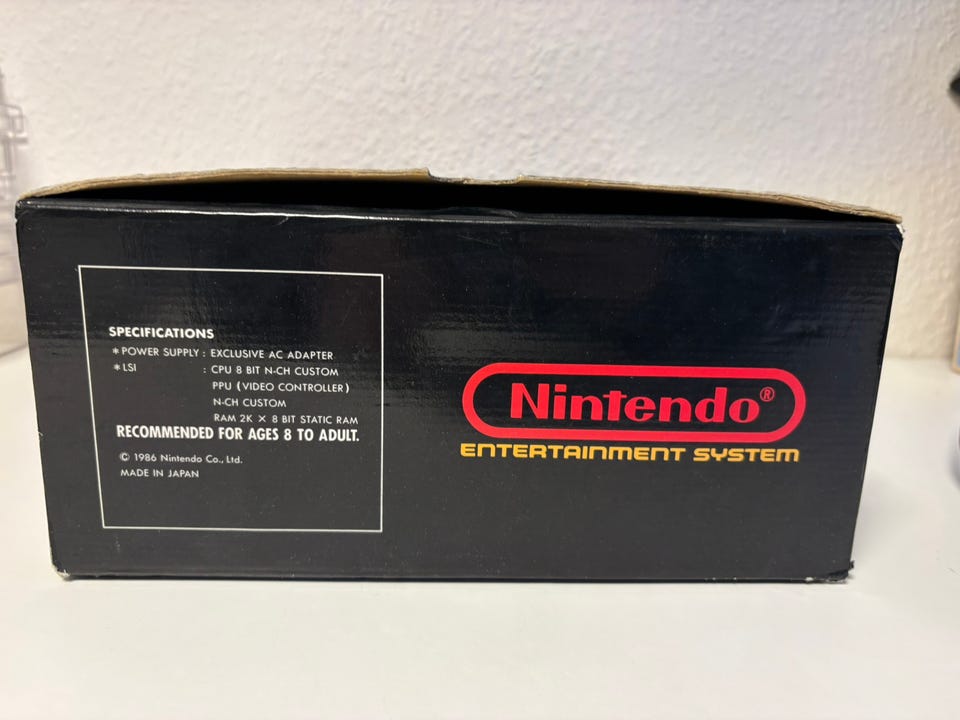 SPECIFICATIONS
* POWER SUPPLY : EXCLUSIVE AC ADAPTER
* LSI : CPU 8 BIT N-CH CUSTOM
PPU (VIDEO CONTROLLER)
N-CH CUSTOM
RAM 2K × 8 BIT STATIC RAM
RECOMMENDED FOR AGES 8 TO ADULT.
© 1986 Nintendo Co., Ltd.
MADE IN JAPAN
Nintendo®
ENTERTAINMENT SYSTEM